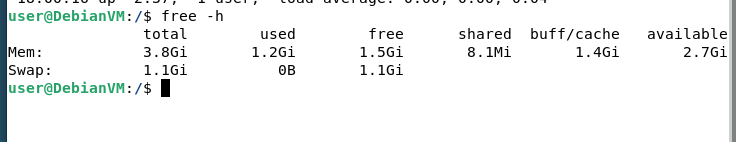 user@DebianVM:/$ free -h
               total        used        free      shared  buff/cache   available
Mem:           3.8Gi       1.2Gi       1.5Gi       8.1Mi       1.4Gi       2.7Gi
Swap:          1.1Gi          0B       1.1Gi
user@DebianVM:/$